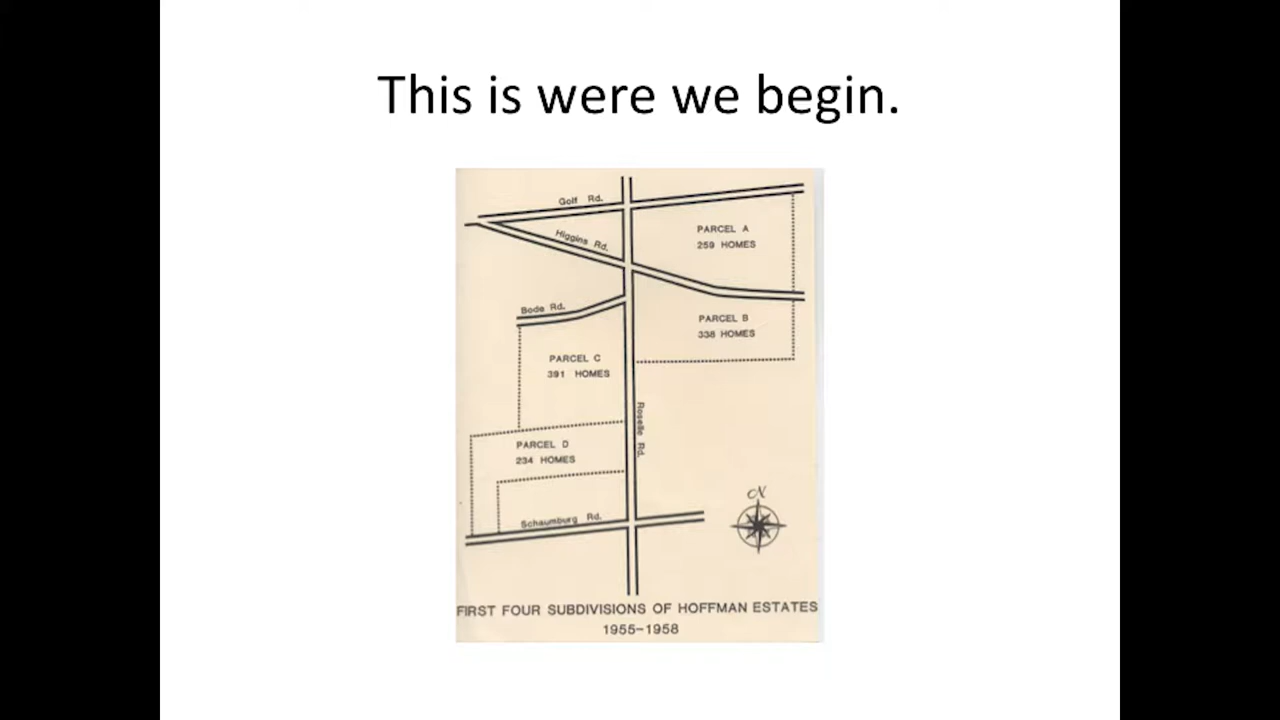 This is were we begin.
Golf Rd.
Higgins Rd.
PARCEL A
259 HOMES
Bode Rd.
PARCEL B
338 HOMES
PARCEL C
391 HOMES
Roselle Rd.
PARCEL D
234 HOMES
N
Schaumburg Rd.
FIRST FOUR SUBDIVISIONS OF HOFFMAN ESTATES
1955-1958